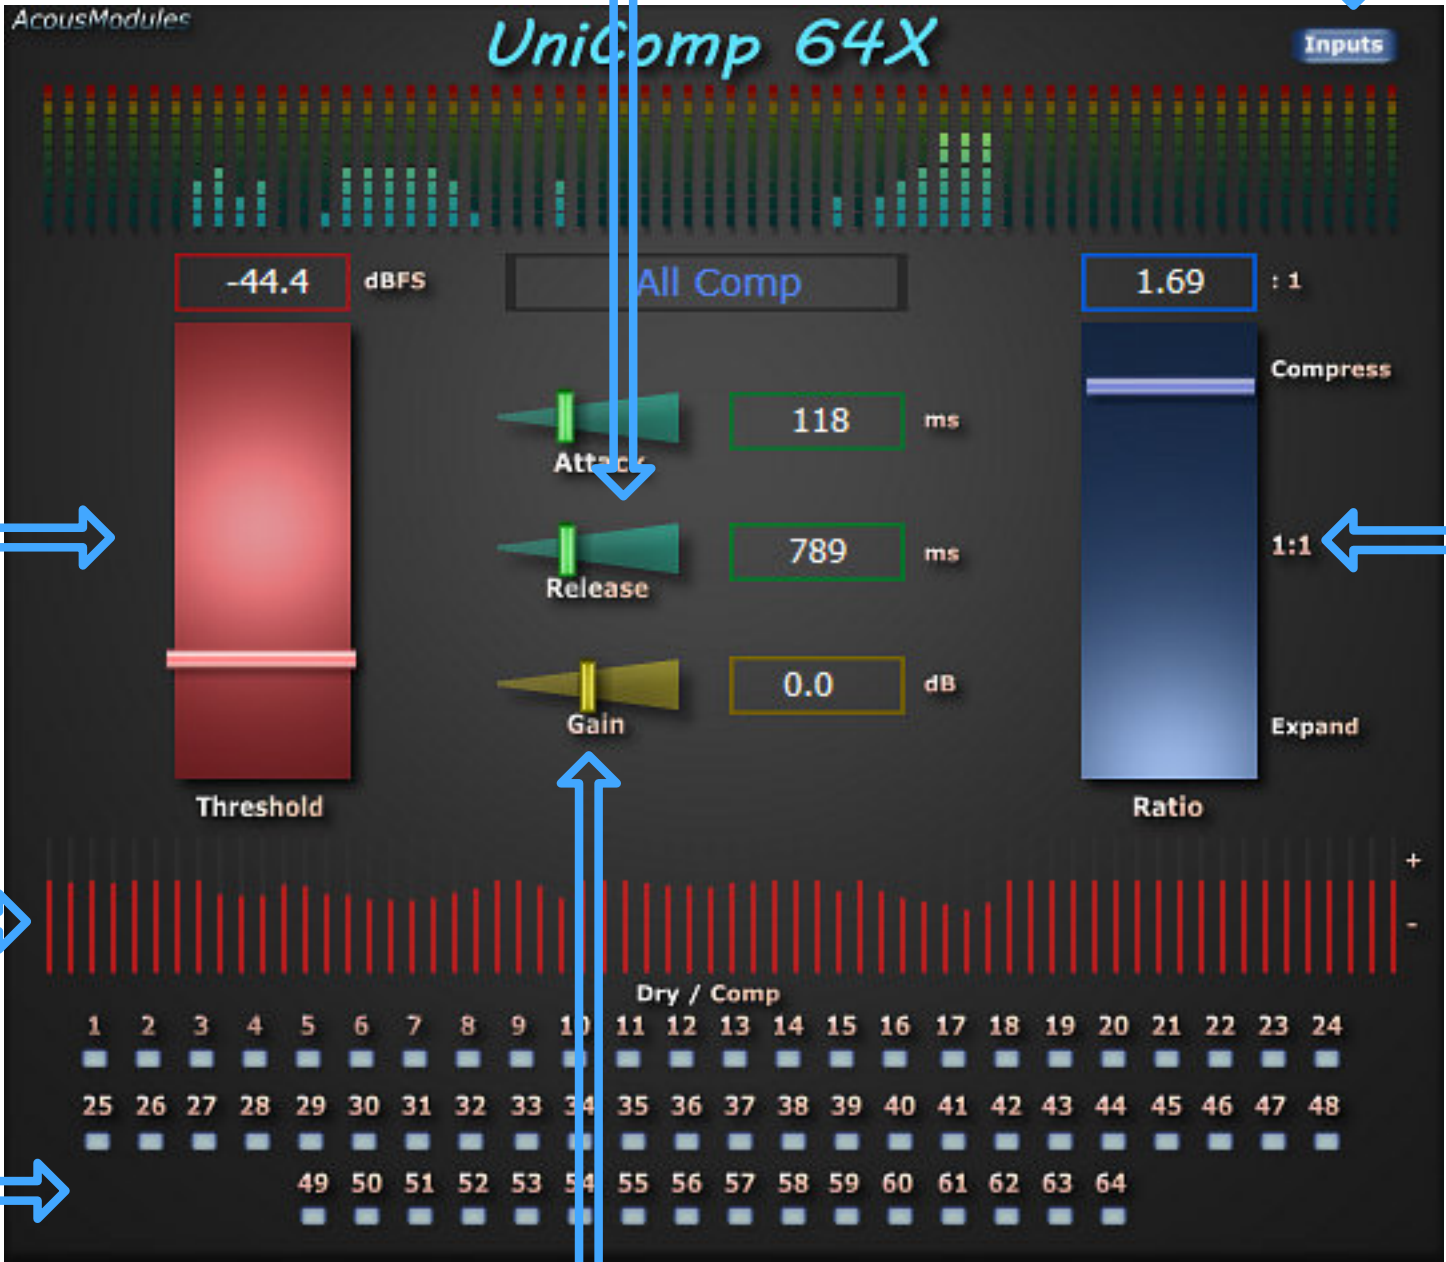 AcousModules
UniComp 64X
Inputs
-44.4 dBFS
All Comp
1.69 : 1
Compress
118 ms
Attack
1:1
789 ms
Release
0.0 dB
Gain
Expand
Threshold
Ratio
+
-
Dry / Comp
1 2 3 4 5 6 7 8 9 10 11 12 13 14 15 16 17 18 19 20 21 22 23 24
25 26 27 28 29 30 31 32 33 34 35 36 37 38 39 40 41 42 43 44 45 46 47 48
49 50 51 52 53 54 55 56 57 58 59 60 61 62 63 64